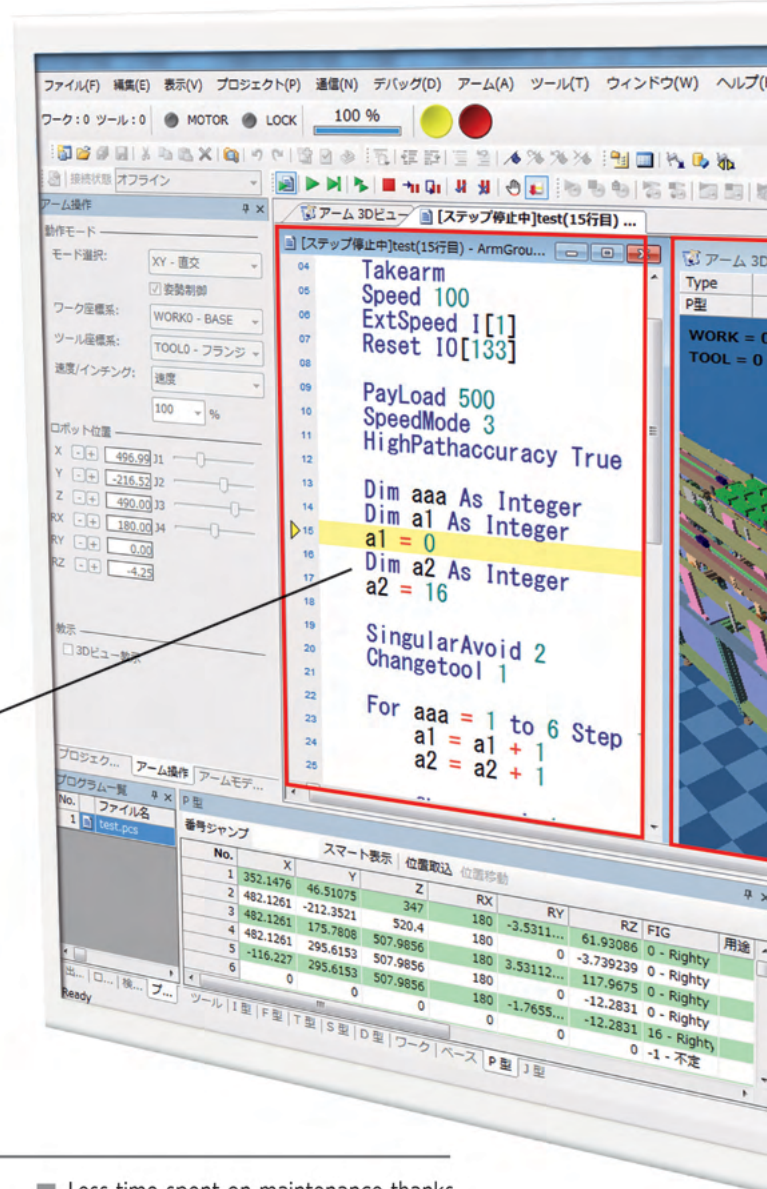 ファイル(F) 編集(E) 表示(V) プロジェクト(P) 通信(N) デバッグ(D) アーム(A) ツール(T) ウィンドウ(W) ヘルプ(
ワーク : 0 ツール : 0 MOTOR LOCK 100 %
接続状態 オフライン
アーム操作
動作モード
モード選択: XY - 直交
姿勢制御
ワーク座標系: WORK0 - BASE
ツール座標系: TOOL0 - フランジ
速度/インチング: 速度
100 %
ロボット位置
X - + 496.99 J1
Y - + -216.52 J2
Z - + 490.00 J3
RX - + 180.00 J4
RY - + 0.00
RZ - + -4.25
教示
3Dビュー教示
プロジェク... アーム操作 アームモデ...
アーム 3Dビュー [ステップ停止中]test(15行目) ...
[ステップ停止中]test(15行目) - ArmGrou...
04 Takearm
05 Speed 100
06 ExtSpeed I[1]
07 Reset IO[133]
08
09 PayLoad 500
10 SpeedMode 3
11 HighPathaccuracy True
12
13 Dim aaa As Integer
14 Dim a1 As Integer
15 a1 = 0
16 Dim a2 As Integer
17 a2 = 16
18
19 SingularAvoid 2
20 Changetool 1
21
22 For aaa = 1 to 6 Step
23 a1 = a1 + 1
24 a2 = a2 + 1
25
アーム 3D
Type
P型
WORK = 0
TOOL = 0
プログラム一覧
No. ファイル名
1 test.pcs
出... ロ... 検... プ...
Ready
P 型
番号ジャンプ スマート表示 位置取込 位置移動
No. X Y Z RX RY RZ FIG 用途
1 352.1476 46.51075 347 180 -3.5311... 61.93086 0 - Righty
2 482.1261 -212.3521 520.4 180 0 -3.739239 0 - Righty
3 482.1261 175.7808 507.9856 180 3.53112... 117.9675 0 - Righty
4 482.1261 295.6153 507.9856 180 0 -12.2831 0 - Righty
5 -116.227 295.6153 507.9856 180 -1.7655... -12.2831 16 - Righty
6 0 0 0 0 0 0 -1 - 不定
ツール I 型 F 型 T 型 S 型 D 型 ワーク ベース P 型 J 型
Less time spent on maintenance thanks